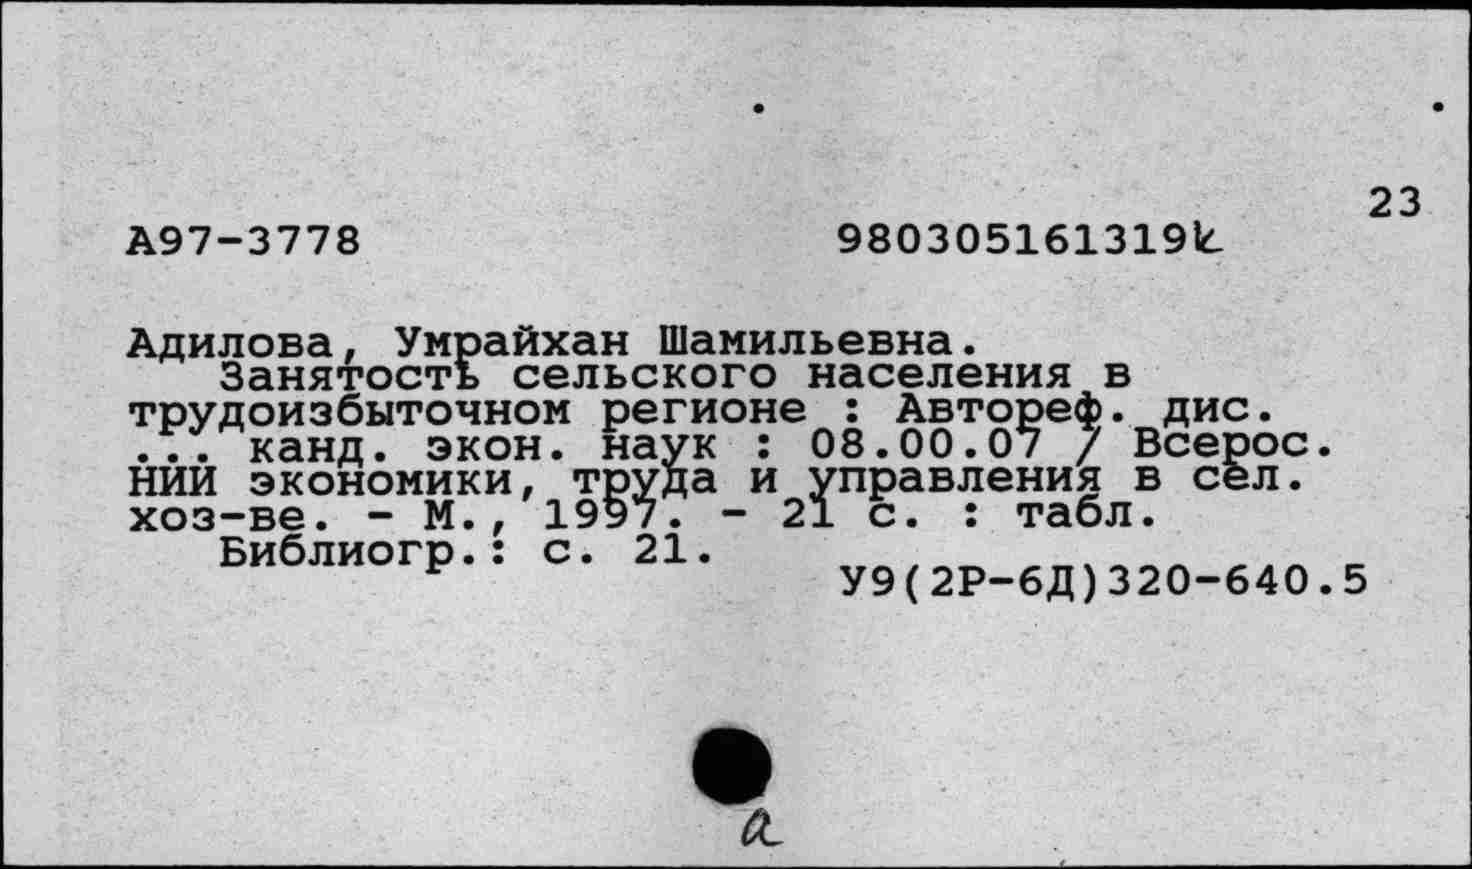 23
А97-3778 980305161319k
Адилова, Умрайхан Шамильевна.
Занятость сельского населения в
трудоизбыточном регионе : Автореф. дис.
... канд. экон. наук : 08.00.07 / Всерос.
НИИ экономики, труда и управления в сел.
хоз-ве. - М., 1997. - 21 с. : табл.
Библиогр.: с. 21.
У9(2Р-6Д)320-640.5
а